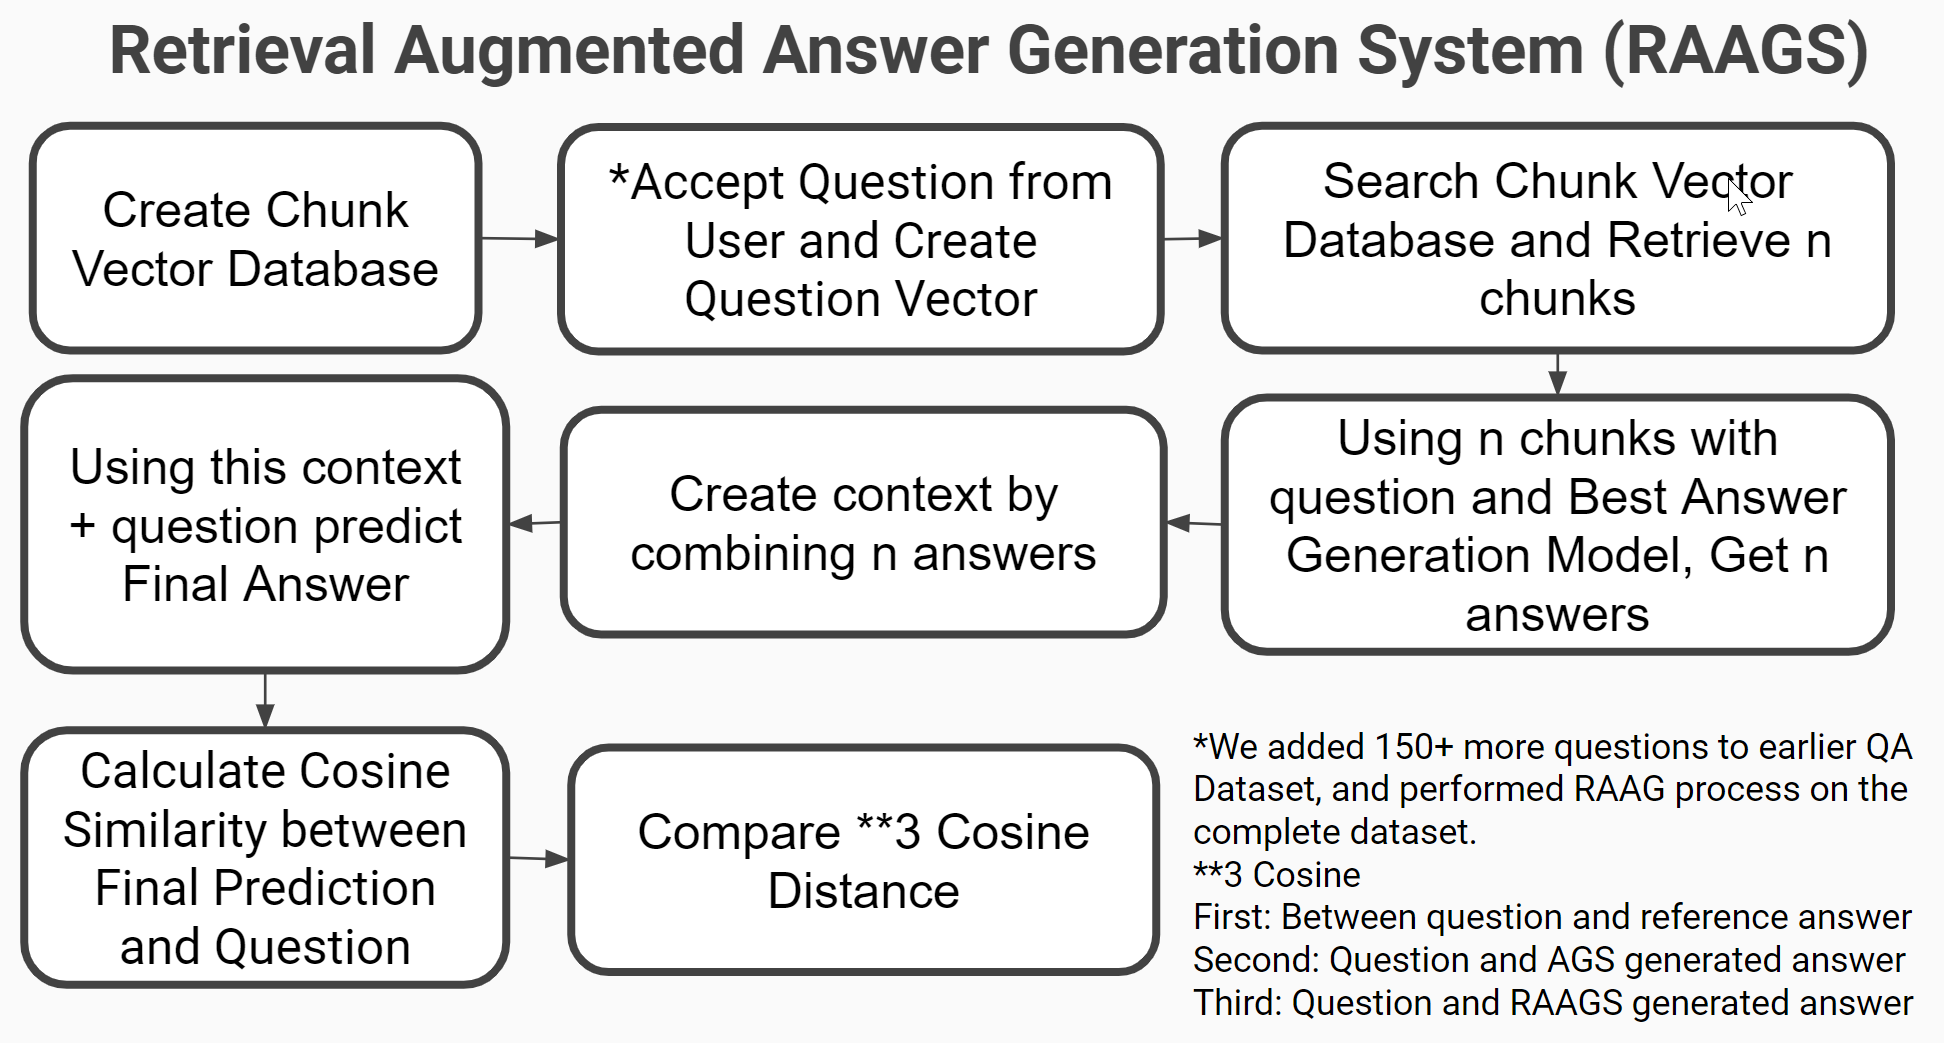 Retrieval Augmented Answer Generation System (RAAGS)
Create Chunk
Vector Database
*Accept Question from
User and Create
Question Vector
Search Chunk Vector
Database and Retrieve n
chunks
Using n chunks with
question and Best Answer
Generation Model, Get n
answers
Create context by
combining n answers
Using this context
+ question predict
Final Answer
Calculate Cosine
Similarity between
Final Prediction
and Question
Compare **3 Cosine
Distance
*We added 150+ more questions to earlier QA
Dataset, and performed RAAG process on the
complete dataset.
**3 Cosine
First: Between question and reference answer
Second: Question and AGS generated answer
Third: Question and RAAGS generated answer